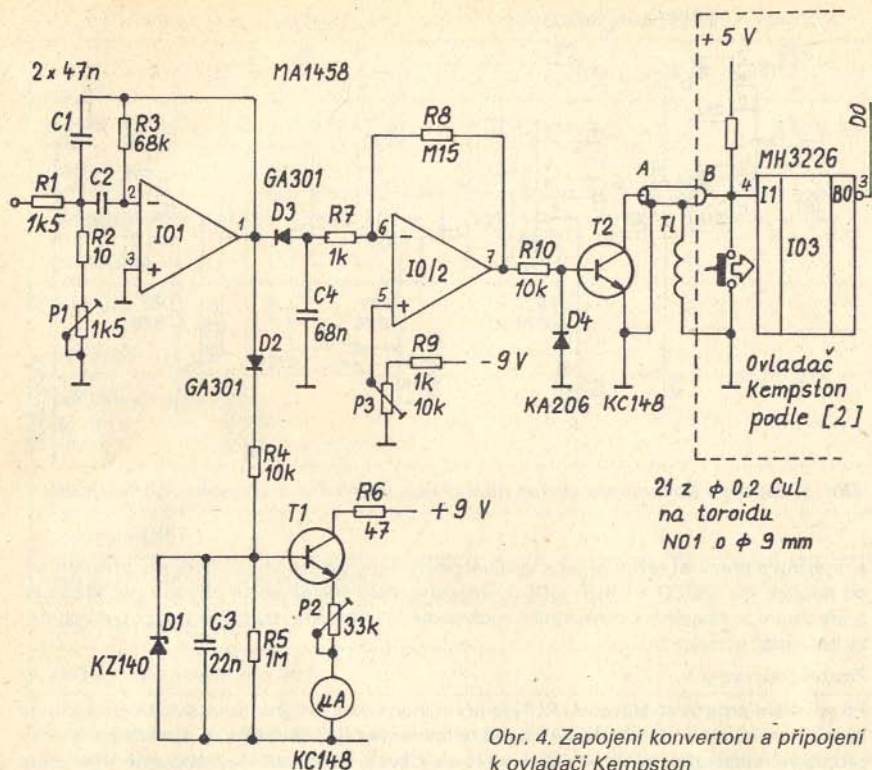 +5 V
2 x 47n
MA1458
C1
R3
68k
R8
M15
D0
GA301
MH3226
R1
1k5
C2
2
−
IO1
1
D3
R7
1k
6
−
A
B
4
I1
B0
3
R2
10
3
+
C4
68n
IO/2
7
R10
10k
T2
Tl
IO3
P1
1k5
D2
GA301
5
+
R9
1k
-9 V
D4
P3
10k
KA206
KC148
Ovladač
Kempston
podle [2]
R4
10k
T1
R6
47
+9 V
21 z φ 0,2 CuL
na toroidu
N01 o φ 9 mm
D1
KZ140
C3
22n
R5
1M
P2
33k
μA
KC148
Obr. 4. Zapojení konvertoru a připojení
k ovladači Kempston